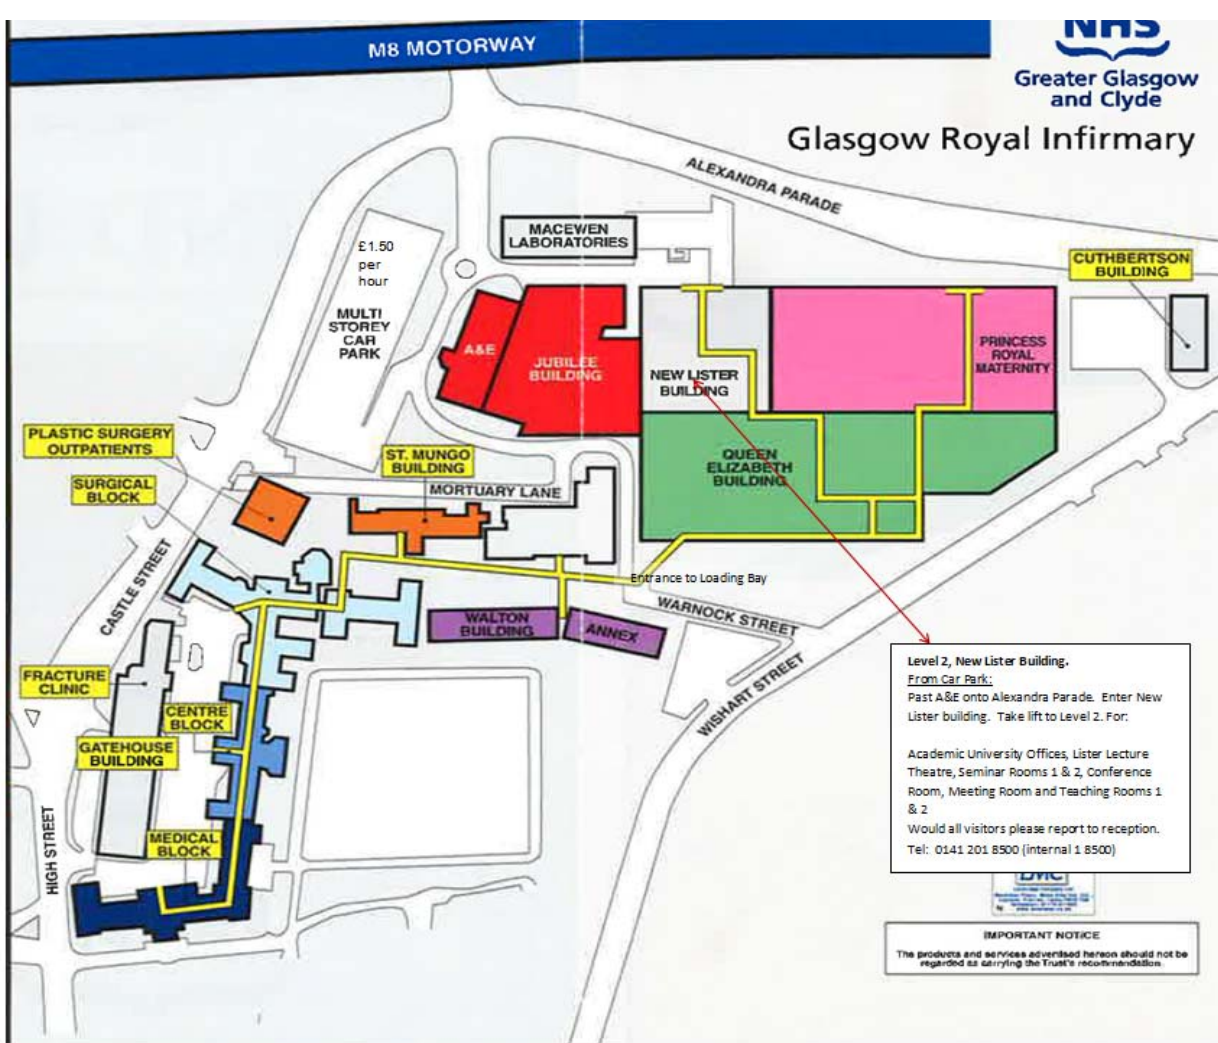 M8 MOTORWAY
NHS
Greater Glasgow
and Clyde
Glasgow Royal Infirmary
ALEXANDRA PARADE
MACEWEN
LABORATORIES
£1.50
per
hour
MULTI
STOREY
CAR
PARK
CUTHBERTSON
BUILDING
A&E
JUBILEE
BUILDING
NEW LISTER
BUILDING
PRINCESS
ROYAL
MATERNITY
PLASTIC SURGERY
OUTPATIENTS
ST. MUNGO
BUILDING
QUEEN
ELIZABETH
BUILDING
SURGICAL
BLOCK
MORTUARY LANE
CASTLE STREET
Entrance to Loading Bay
WALTON
BUILDING
ANNEX
WARNOCK STREET
WISHART STREET
FRACTURE
CLINIC
CENTRE
BLOCK
GATEHOUSE
BUILDING
MEDICAL
BLOCK
HIGH STREET
Level 2, New Lister Building.
From Car Park:
Past A&E onto Alexandra Parade. Enter New
Lister building. Take lift to Level 2. For:
Academic University Offices, Lister Lecture
Theatre, Seminar Rooms 1 & 2, Conference
Room, Meeting Room and Teaching Rooms 1
& 2
Would all visitors please report to reception.
Tel: 0141 201 8500 (internal 1 8500)
IMPORTANT NOTICE
The products and services advertised hereon should not be
regarded as carrying the Trust's recommendation